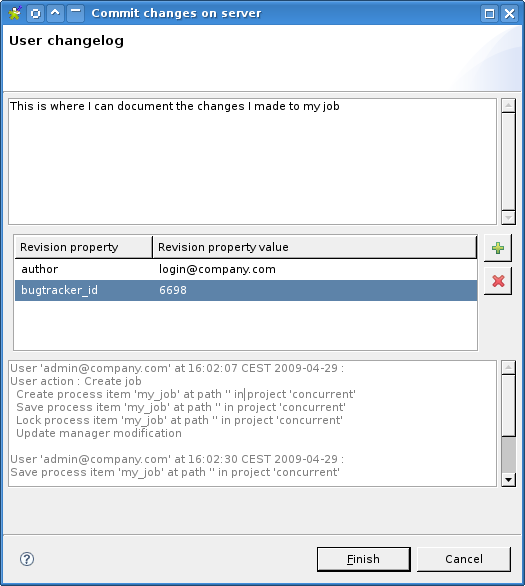 Commit changes on server
User changelog
This is where I can document the changes I made to my job
Revision property Revision property value
author login@company.com
bugtracker_id 6698
User 'admin@company.com' at 16:02:07 CEST 2009-04-29 :
User action : Create job
Create process item 'my_job' at path '' in project 'concurrent'
Save process item 'my_job' at path '' in project 'concurrent'
Lock process item 'my_job' at path '' in project 'concurrent'
Update manager modification
User 'admin@company.com' at 16:02:30 CEST 2009-04-29 :
Save process item 'my_job' at path '' in project 'concurrent'
? Finish Cancel